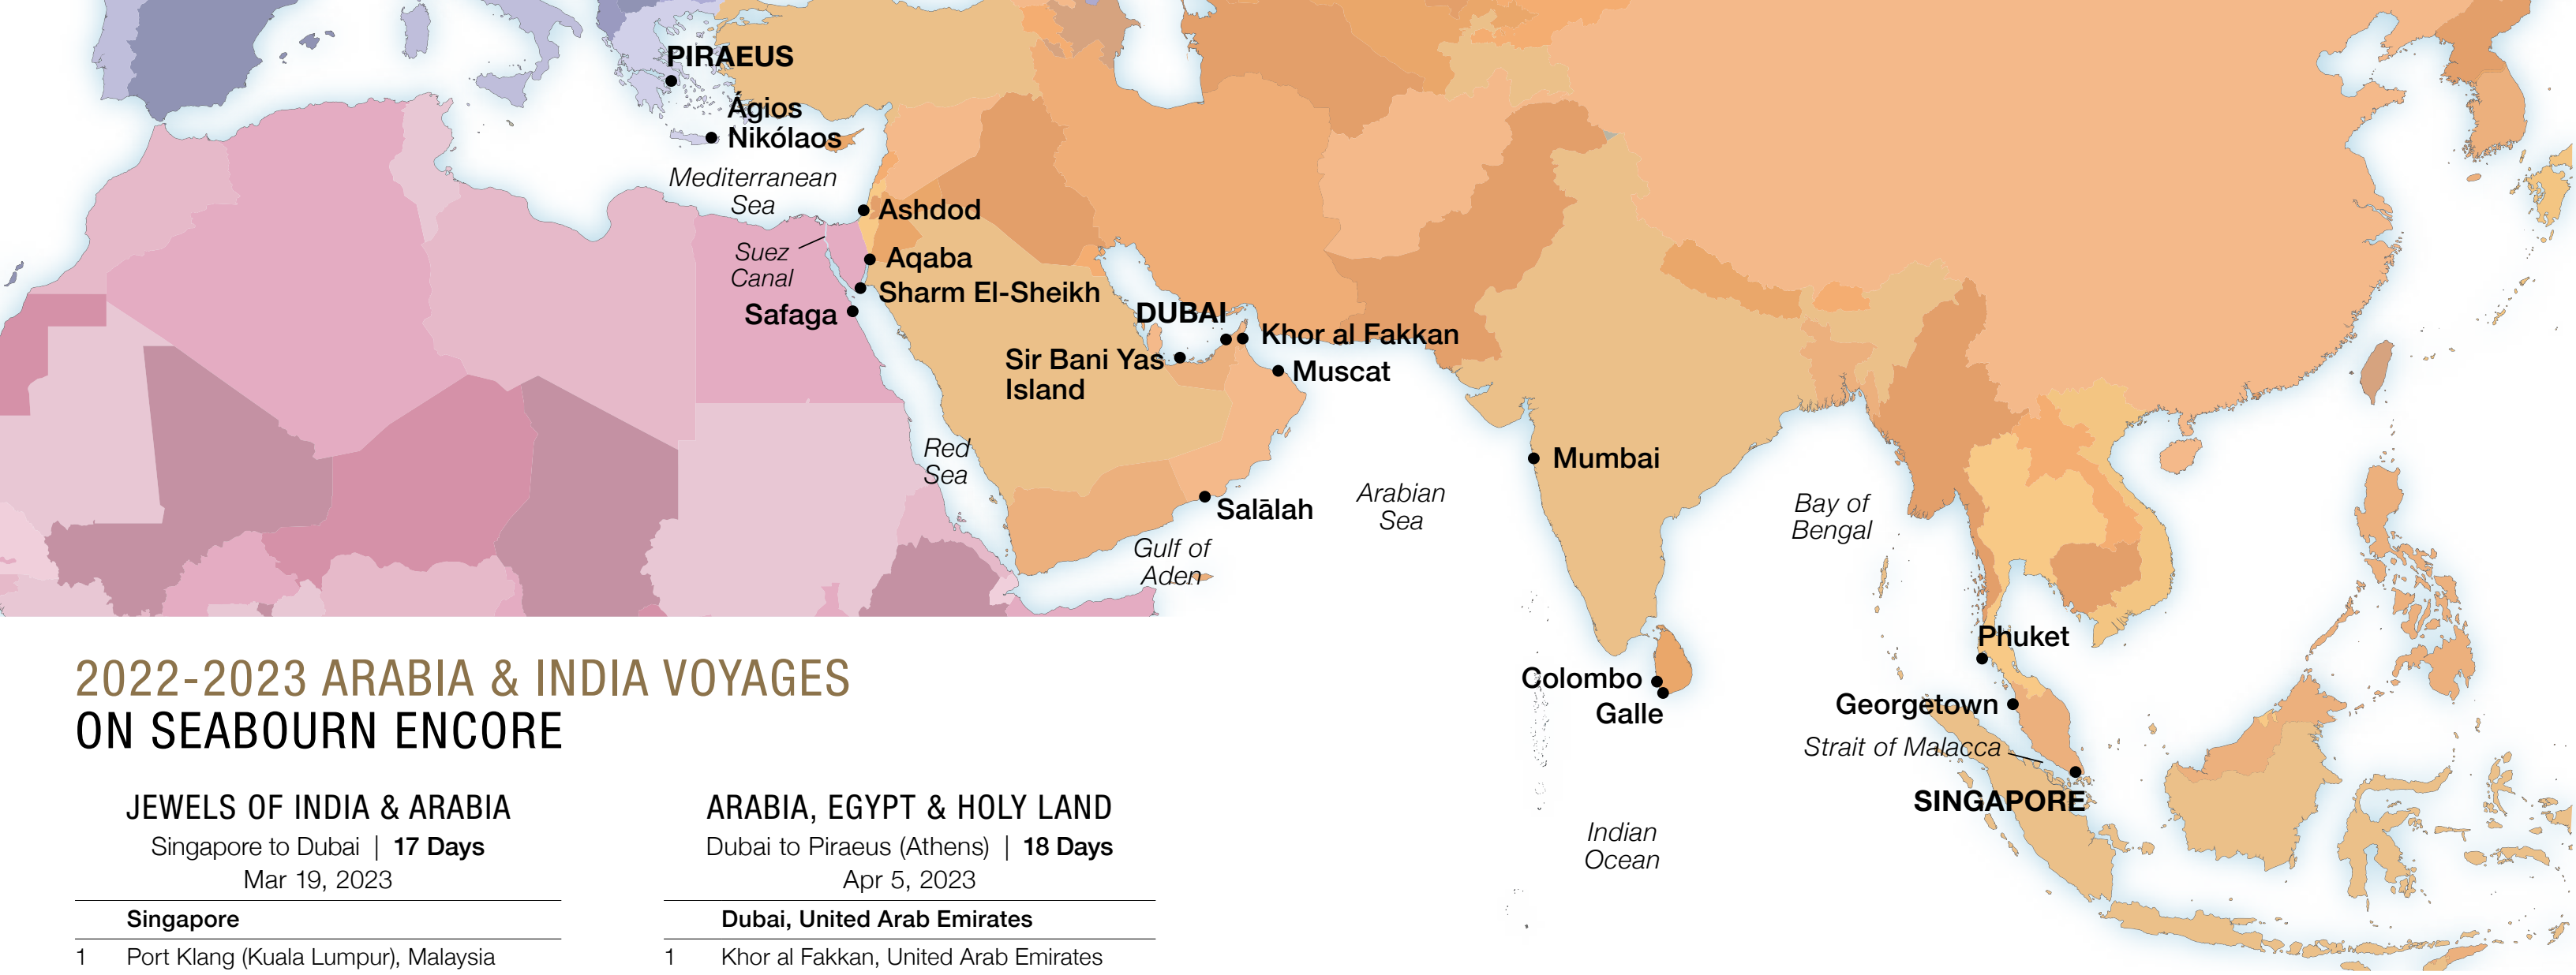 PIRAEUS
Ágios
Nikólaos
Mediterranean
Sea
Ashdod
Suez
Canal
Aqaba
Sharm El-Sheikh
Safaga
DUBAI
Khor al Fakkan
Sir Bani Yas
Island
Muscat
Red
Sea
Mumbai
Salālah
Arabian
Sea
Bay of
Bengal
Gulf of
Aden
Phuket
Colombo
Galle
Georgetown
Strait of Malacca
SINGAPORE
Indian
Ocean
2022-2023 ARABIA & INDIA VOYAGES
ON SEABOURN ENCORE
JEWELS OF INDIA & ARABIA
Singapore to Dubai | 17 Days
Mar 19, 2023
Singapore
1 Port Klang (Kuala Lumpur), Malaysia
ARABIA, EGYPT & HOLY LAND
Dubai to Piraeus (Athens) | 18 Days
Apr 5, 2023
Dubai, United Arab Emirates
1 Khor al Fakkan, United Arab Emirates